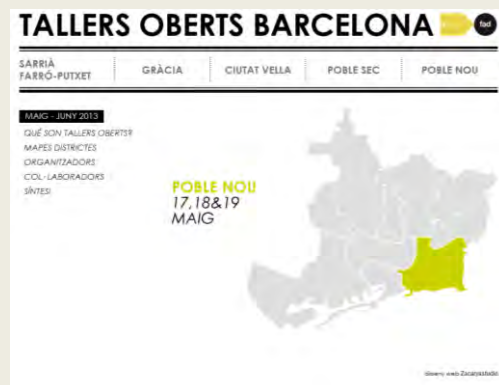 TALLERS OBERTS BARCELONA
fad
SARRIÀ
FARRÓ-PUTXET
GRÀCIA
CIUTAT VELLA
POBLE SEC
POBLE NOU
MAIG - JUNY 2013
QUÈ SON TALLERS OBERTS?
MAPES DISTRICTES
ORGANITZADORS
COL·LABORADORS
SÍNTESI
POBLE NOU
17,18&19
MAIG